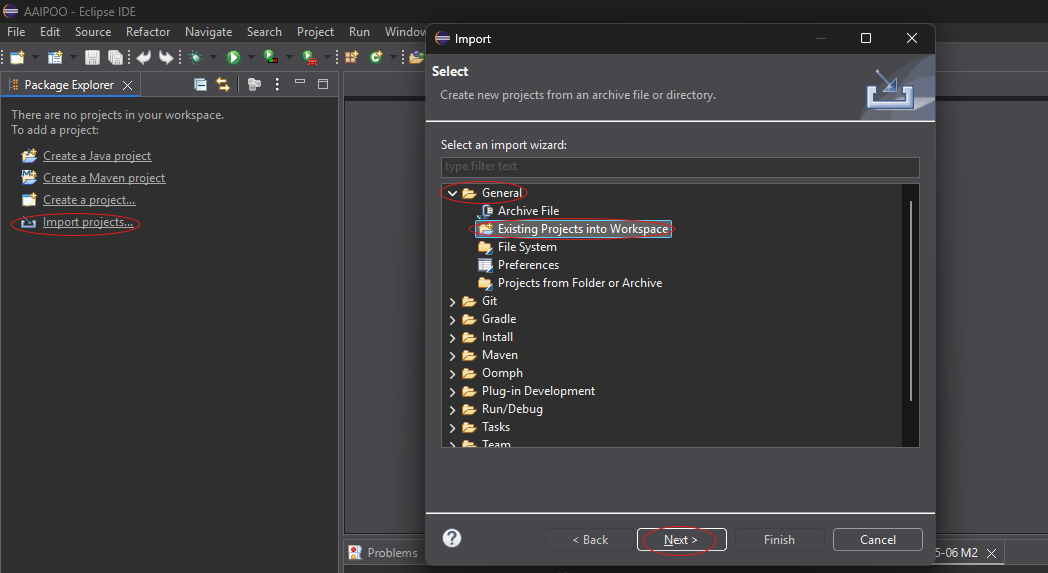 AAIPOO - Eclipse IDE
File Edit Source Refactor Navigate Search Project Run Window
Package Explorer
There are no projects in your workspace.
To add a project:
Create a Java project
Create a Maven project
Create a project...
Import projects...
Import
Select
Create new projects from an archive file or directory.
Select an import wizard:
type filter text
General
Archive File
Existing Projects into Workspace
File System
Preferences
Projects from Folder or Archive
Git
Gradle
Install
Maven
Oomph
Plug-in Development
Run/Debug
Tasks
Team
< Back Next > Finish Cancel
Problems
5-06 M2